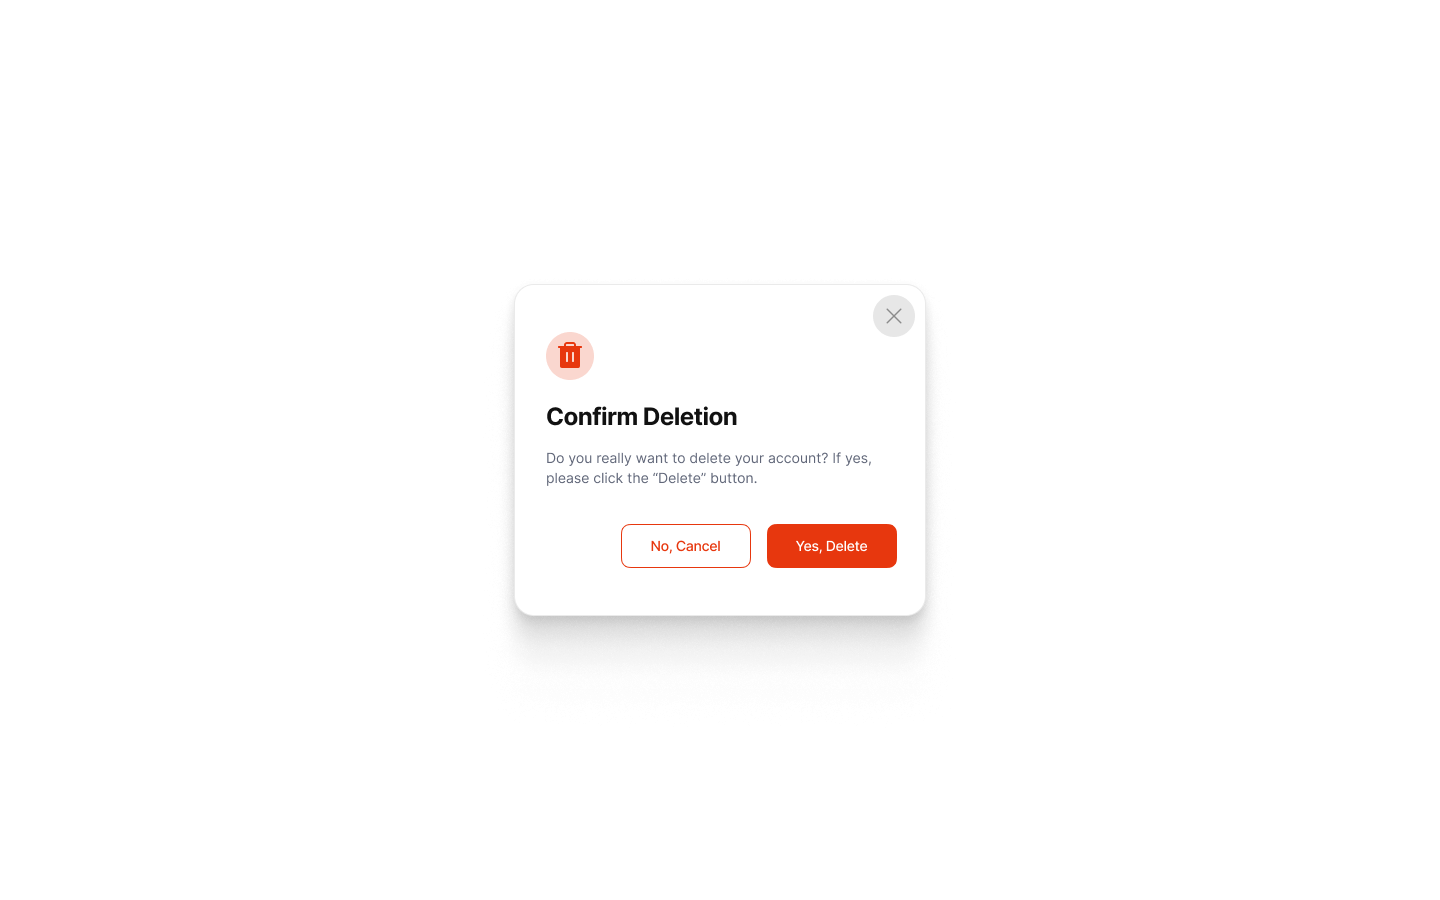 Confirm Deletion
Do you really want to delete your account? If yes,
please click the “Delete” button.
No, Cancel
Yes, Delete